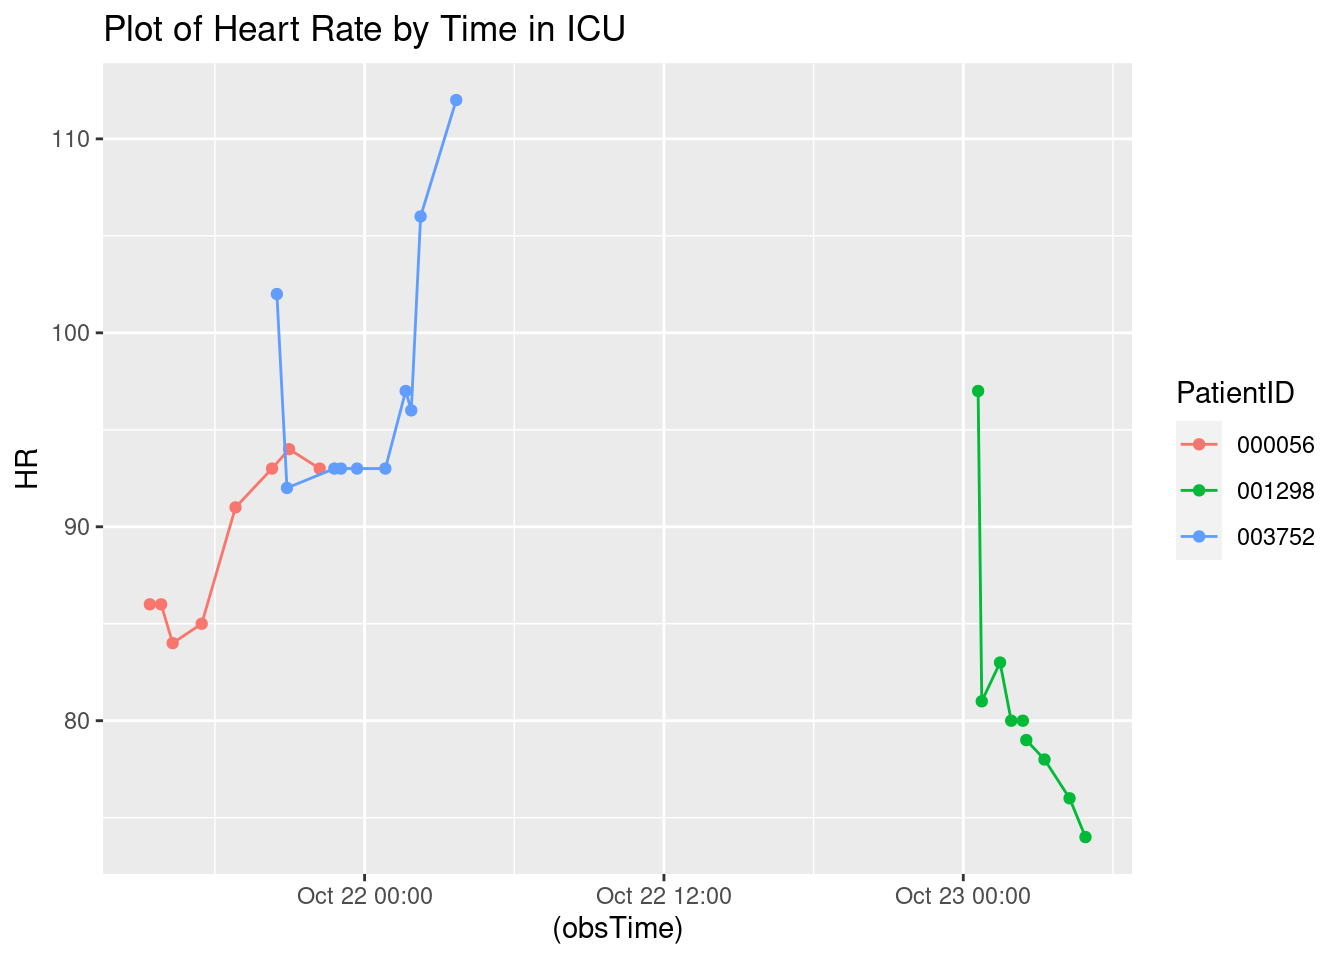 Plot of Heart Rate by Time in ICU
110
100
90
80
HR
Oct 22 00:00
Oct 22 12:00
Oct 23 00:00
(obsTime)
PatientID
000056
001298
003752